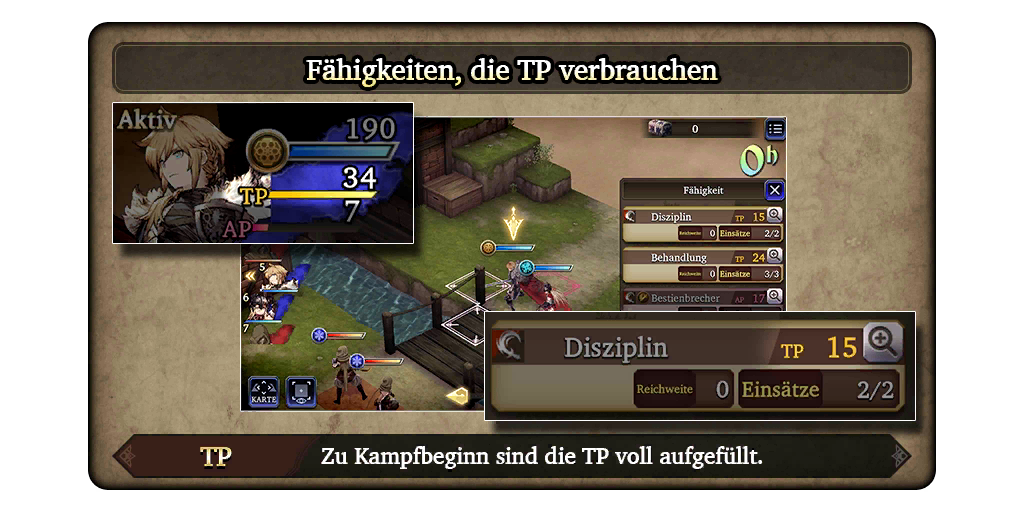 Fähigkeiten, die TP verbrauchen
Aktiv
190
TP 34
AP 7
0
0h
Fähigkeit
Disziplin TP 15
Reichweite 0 Einsätze 2/2
Behandlung TP 24
Reichweite 0 Einsätze 3/3
Bestienbrecher AP 17
5
6
7
KARTE
Disziplin TP 15
Reichweite 0 Einsätze 2/2
TP Zu Kampfbeginn sind die TP voll aufgefüllt.